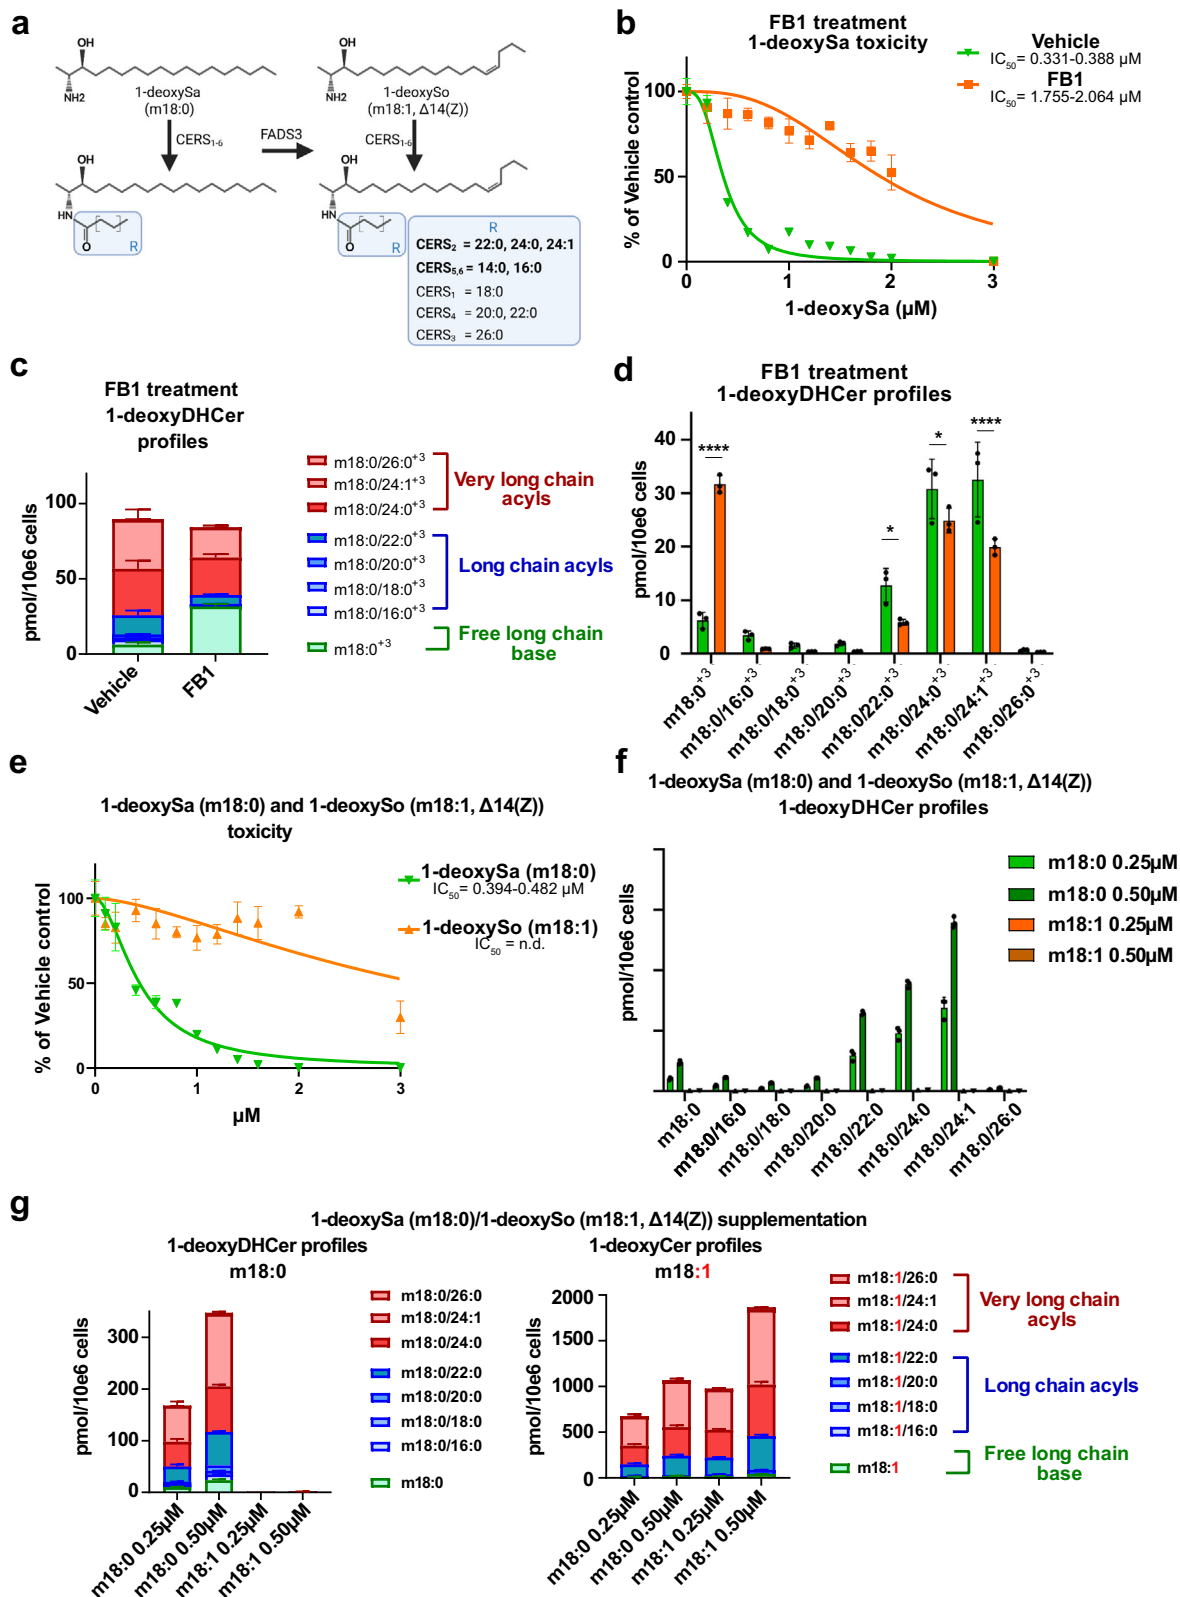 a
OH
NH2
1-deoxySa
(m18:0)
OH
NH2
1-deoxySo
(m18:1, Δ14(Z))
CERS1-6
FADS3
CERS1-6
OH
HN
O
R
OH
HN
O
R
R
CERS2 = 22:0, 24:0, 24:1
CERS5,6 = 14:0, 16:0
CERS1 = 18:0
CERS4 = 20:0, 22:0
CERS3 = 26:0
b
FB1 treatment
1-deoxySa toxicity
Vehicle
IC50= 0.331-0.388 µM
FB1
IC50= 1.755-2.064 µM
% of Vehicle control
100
50
0
0
1
2
3
1-deoxySa (µM)
c
FB1 treatment
1-deoxyDHCer
profiles
pmol/10e6 cells
100
50
0
Vehicle
FB1
m18:0/26:0+3
m18:0/24:1+3
m18:0/24:0+3
m18:0/22:0+3
m18:0/20:0+3
m18:0/18:0+3
m18:0/16:0+3
m18:0+3
Very long chain
acyls
Long chain acyls
Free long chain
base
d
FB1 treatment
1-deoxyDHCer profiles
pmol/10e6 cells
40
30
20
10
0
****
*
*
****
m18:0+3
m18:0/16:0+3
m18:0/18:0+3
m18:0/20:0+3
m18:0/22:0+3
m18:0/24:0+3
m18:0/24:1+3
m18:0/26:0+3
e
1-deoxySa (m18:0) and 1-deoxySo (m18:1, Δ14(Z))
toxicity
1-deoxySa (m18:0)
IC50= 0.394-0.482 µM
1-deoxySo (m18:1)
IC50 = n.d.
% of Vehicle control
100
50
0
0
1
2
3
µM
f
1-deoxySa (m18:0) and 1-deoxySo (m18:1, Δ14(Z))
1-deoxyDHCer profiles
m18:0 0.25µM
m18:0 0.50µM
m18:1 0.25µM
m18:1 0.50µM
pmol/10e6 cells
m18:0
m18:0/16:0
m18:0/18:0
m18:0/20:0
m18:0/22:0
m18:0/24:0
m18:0/24:1
m18:0/26:0
g
1-deoxySa (m18:0)/1-deoxySo (m18:1, Δ14(Z)) supplementation
1-deoxyDHCer profiles
m18:0
pmol/10e6 cells
300
200
100
0
m18:0 0.25µM
m18:0 0.50µM
m18:1 0.25µM
m18:1 0.50µM
m18:0/26:0
m18:0/24:1
m18:0/24:0
m18:0/22:0
m18:0/20:0
m18:0/18:0
m18:0/16:0
m18:0
1-deoxyCer profiles
m18:1
pmol/10e6 cells
2000
1500
1000
500
0
m18:0 0.25µM
m18:0 0.50µM
m18:1 0.25µM
m18:1 0.50µM
m18:1/26:0
m18:1/24:1
m18:1/24:0
m18:1/22:0
m18:1/20:0
m18:1/18:0
m18:1/16:0
m18:1
Very long chain
acyls
Long chain acyls
Free long chain
base